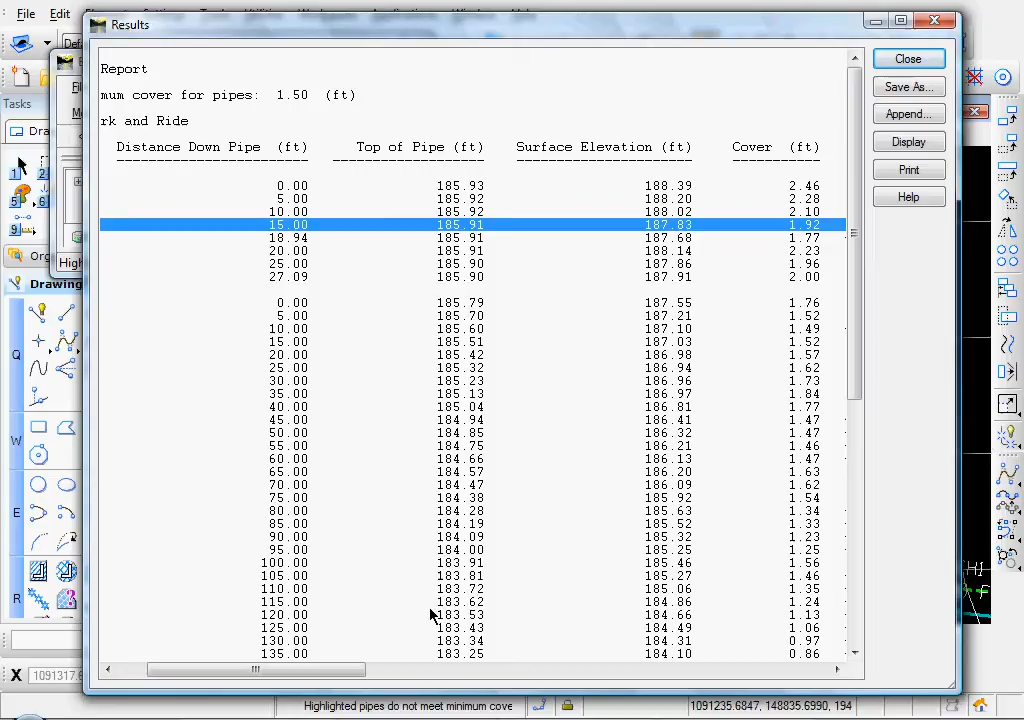 File Edit
Results
Report
mum cover for pipes: 1.50 (ft)
rk and Ride
Distance Down Pipe (ft) Top of Pipe (ft) Surface Elevation (ft) Cover (ft)
0.00 185.93 188.39 2.46
5.00 185.92 188.20 2.28
10.00 185.92 188.02 2.10
15.00 185.91 187.83 1.92
18.94 185.91 187.68 1.77
20.00 185.91 188.14 2.23
25.00 185.90 187.86 1.96
27.09 185.90 187.91 2.00
0.00 185.79 187.55 1.76
5.00 185.70 187.21 1.52
10.00 185.60 187.10 1.49
15.00 185.51 187.03 1.52
20.00 185.42 186.98 1.57
25.00 185.32 186.94 1.62
30.00 185.23 186.96 1.73
35.00 185.13 186.97 1.84
40.00 185.04 186.81 1.77
45.00 184.94 186.41 1.47
50.00 184.85 186.32 1.47
55.00 184.75 186.21 1.46
60.00 184.66 186.13 1.47
65.00 184.57 186.20 1.63
70.00 184.47 186.09 1.62
75.00 184.38 185.92 1.54
80.00 184.28 185.63 1.34
85.00 184.19 185.52 1.33
90.00 184.09 185.32 1.23
95.00 184.00 185.25 1.25
100.00 183.91 185.46 1.56
105.00 183.81 185.27 1.46
110.00 183.72 185.06 1.35
115.00 183.62 184.86 1.24
120.00 183.53 184.66 1.13
125.00 183.43 184.49 1.06
130.00 183.34 184.31 0.97
135.00 183.25 184.10 0.86
Close
Save As...
Append...
Display
Print
Help
Tasks
Dra
1 2
5 6
9
Org
High
Drawing
Q
W
E
R
X 1091317.6
Highlighted pipes do not meet minimum cove
1091235.6847, 148835.6990, 194